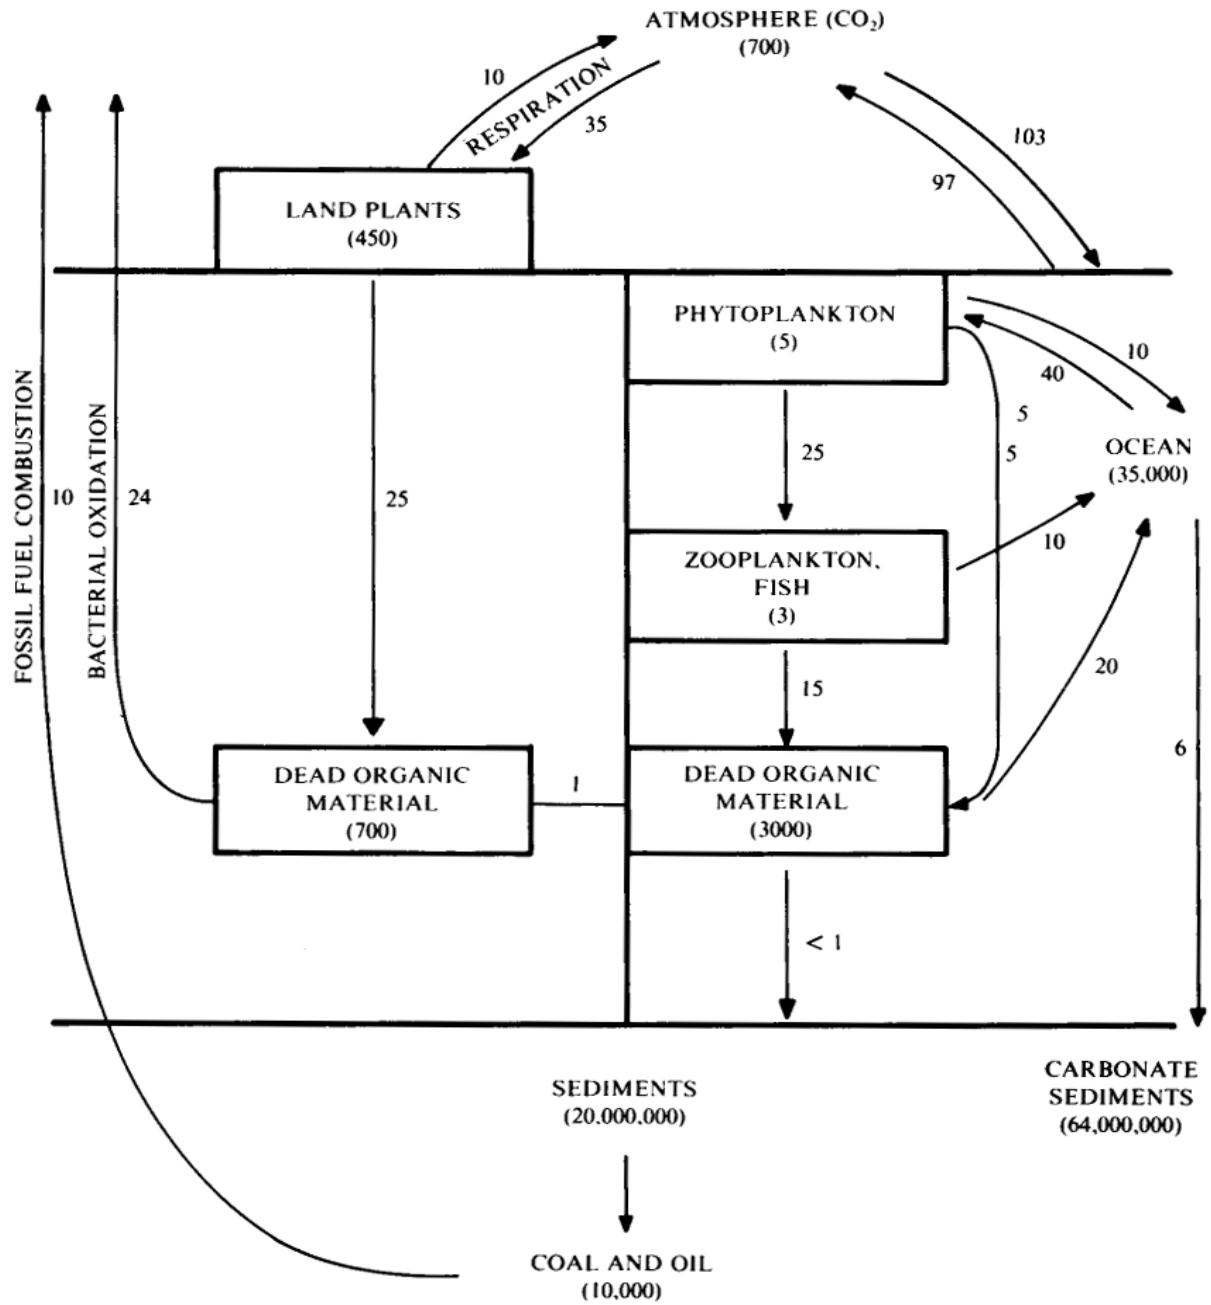 ATMOSPHERE (CO₂)
(700)
10
RESPIRATION
35
103
97
LAND PLANTS
(450)
PHYTOPLANKTON
(5)
10
40
5
5
25
OCEAN
(35,000)
FOSSIL FUEL COMBUSTION
10
BACTERIAL OXIDATION
24
25
ZOOPLANKTON,
FISH
(3)
10
15
20
6
DEAD ORGANIC
MATERIAL
(700)
1
DEAD ORGANIC
MATERIAL
(3000)
< 1
SEDIMENTS
(20,000,000)
CARBONATE
SEDIMENTS
(64,000,000)
COAL AND OIL
(10,000)